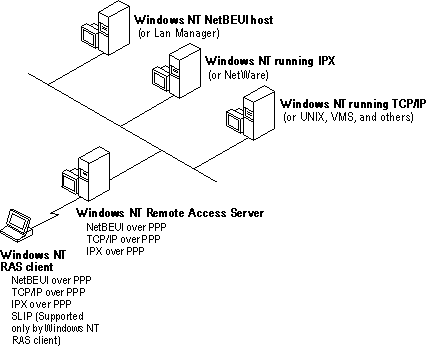 Windows NT NetBEUI host
(or Lan Manager)
Windows NT running IPX
(or NetWare)
Windows NT running TCP/IP
(or UNIX, VMS, and others)
Windows NT Remote Access Server
NetBEUI over PPP
TCP/IP over PPP
IPX over PPP
Windows NT
RAS client
NetBEUI over PPP
TCP/IP over PPP
IPX over PPP
SLIP (Supported
only by Windows NT
RAS client)